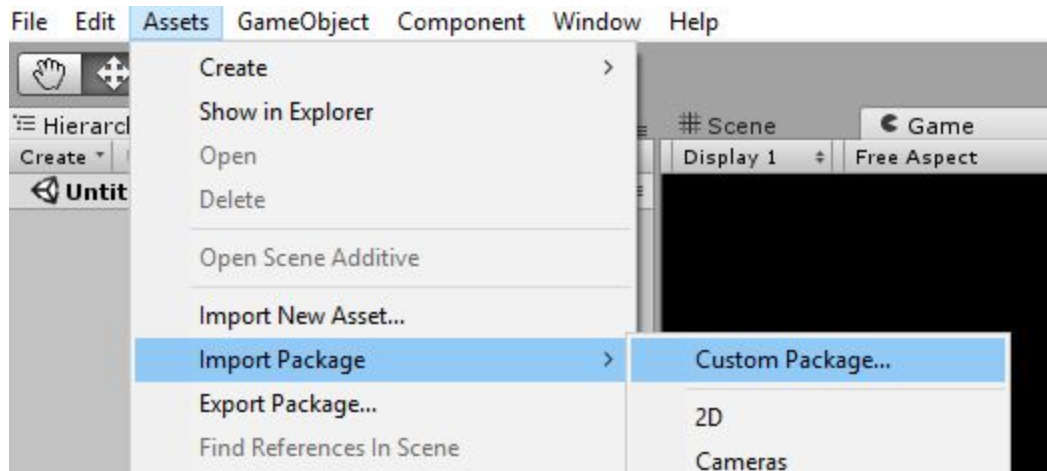 File Edit Assets GameObject Component Window Help
Create >
Show in Explorer
Hierarc
# Scene
Game
Create
Open
Display 1
Free Aspect
Untit
Delete
Open Scene Additive
Import New Asset...
Import Package >
Custom Package...
Export Package...
2D
Find References In Scene
Cameras